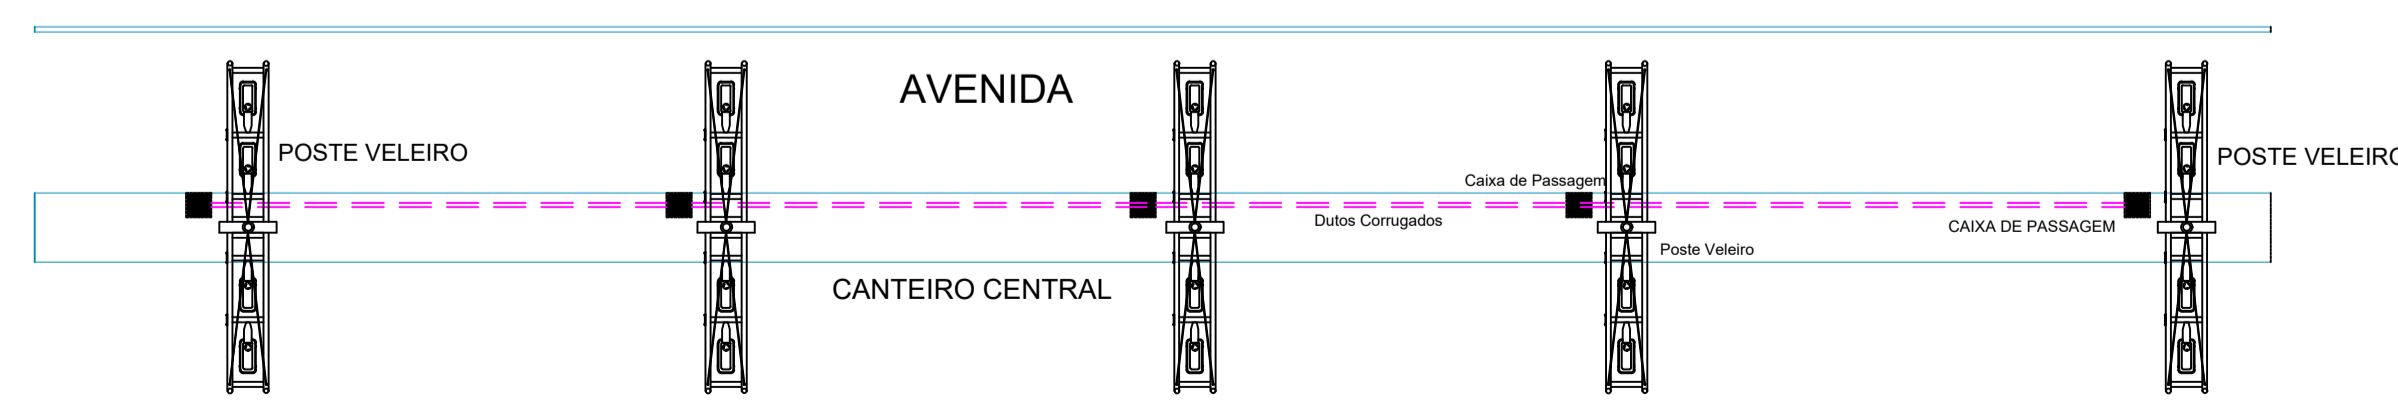 AVENIDA
POSTE VELEIRO
POSTE VELEIRO
Caixa de Passagem
Dutos Corrugados
CAIXA DE PASSAGEM
Poste Veleiro
CANTEIRO CENTRAL